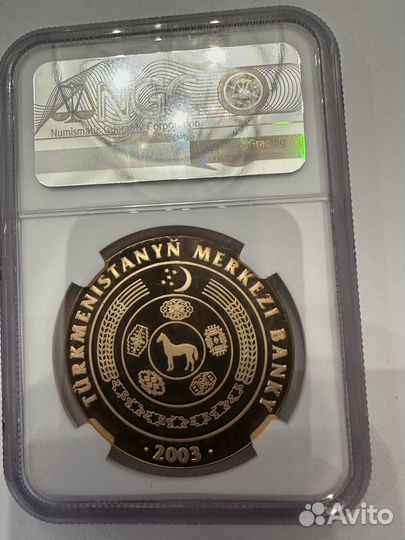 NGC
Numismatic Guaranty Corporation
TÜRKMENISTANYŇ MERKEZI BANKY
· 2003 ·
Avito